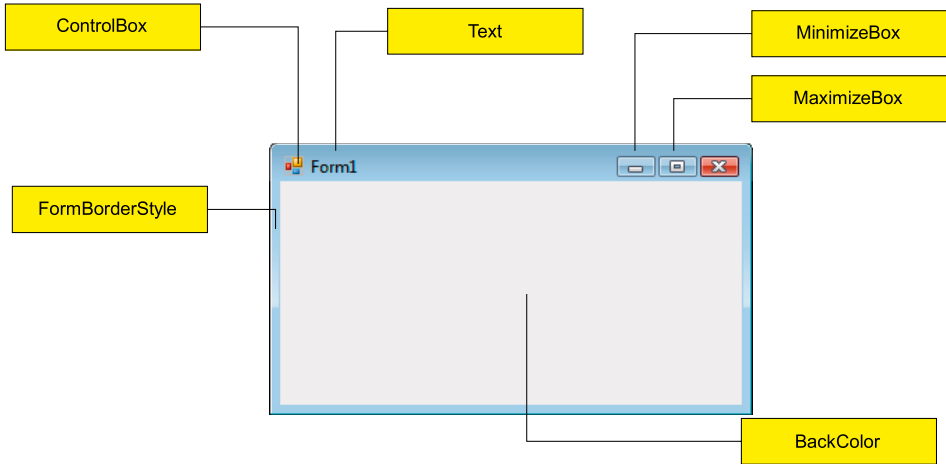 ControlBox
Text
MinimizeBox
MaximizeBox
Form1
FormBorderStyle
BackColor